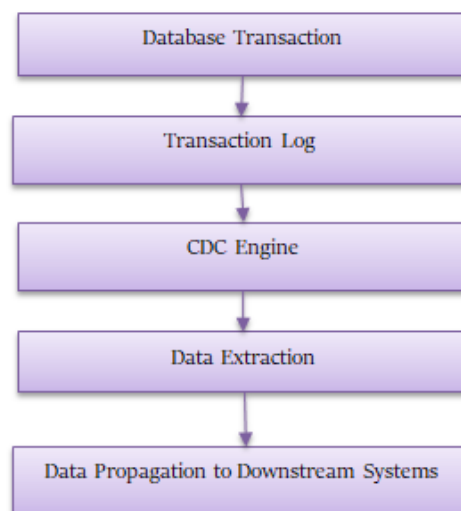 Database Transaction
Transaction Log
CDC Engine
Data Extraction
Data Propagation to Downstream Systems